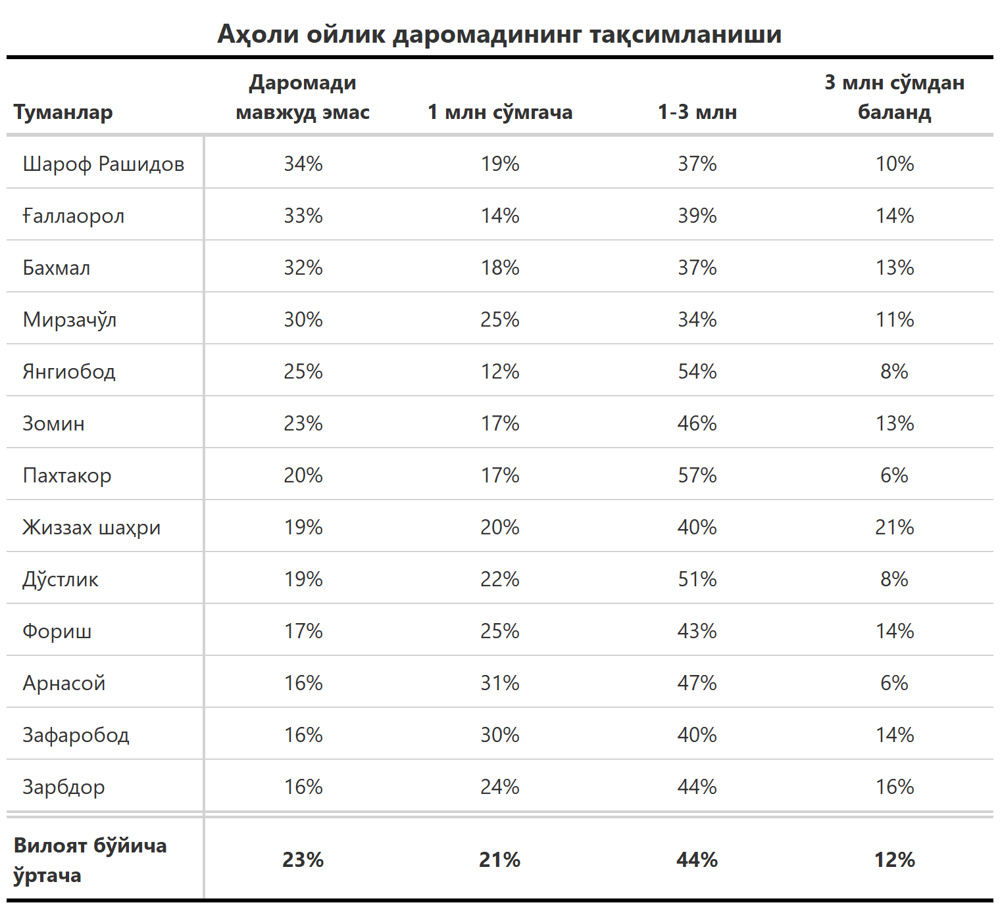 Аҳоли ойлик даромадининг тақсимланиши
Туманлар Даромади мавжуд эмас 1 млн сўмгача 1-3 млн 3 млн сўмдан баланд
Шароф Рашидов 34% 19% 37% 10%
Ғаллаорол 33% 14% 39% 14%
Бахмал 32% 18% 37% 13%
Мирзачўл 30% 25% 34% 11%
Янгиобод 25% 12% 54% 8%
Зомин 23% 17% 46% 13%
Пахтакор 20% 17% 57% 6%
Жиззах шаҳри 19% 20% 40% 21%
Дўстлик 19% 22% 51% 8%
Фориш 17% 25% 43% 14%
Арнасой 16% 31% 47% 6%
Зафаробод 16% 30% 40% 14%
Зарбдор 16% 24% 44% 16%
Вилоят бўйича ўртача 23% 21% 44% 12%